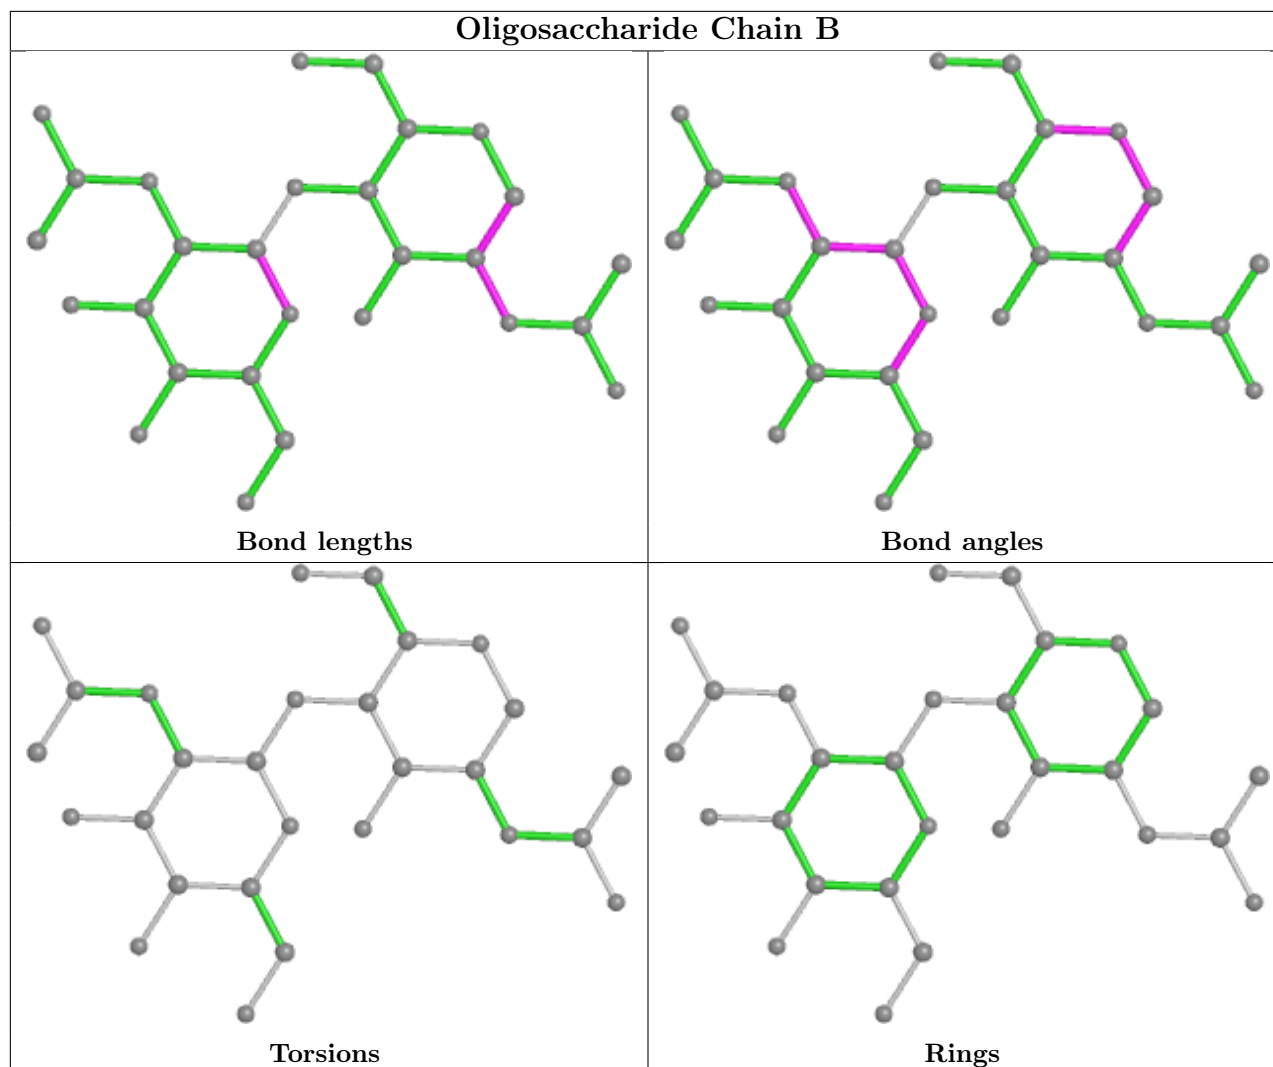 Oligosaccharide Chain B
Bond lengths
Bond angles
Torsions
Rings